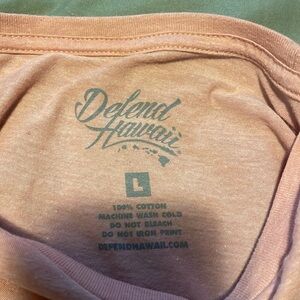 Defend
Hawaii
L
100% COTTON
MACHINE WASH COLD
DO NOT BLEACH
DO NOT IRON PRINT
DEFENDHAWAII.COM